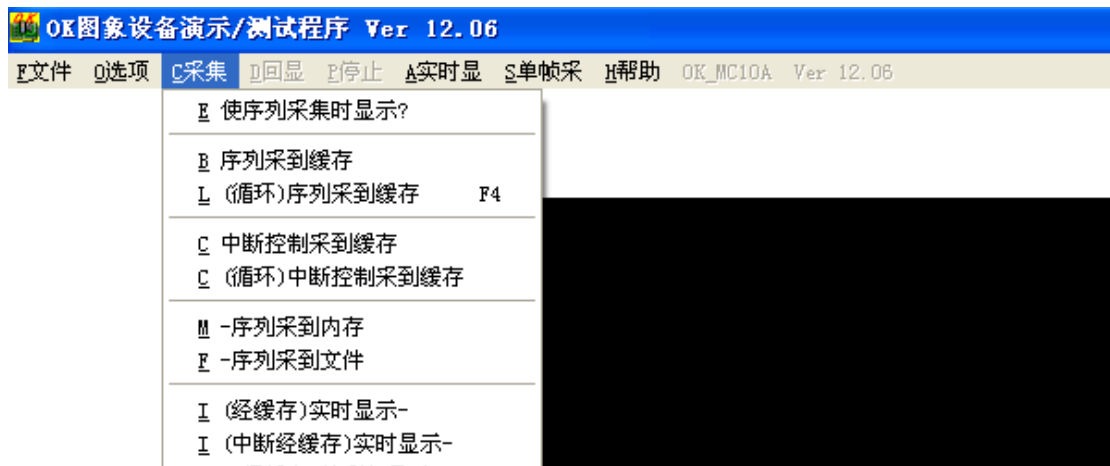 OK图象设备演示/测试程序 Ver 12.06
F文件 O选项 C采集 D回显 P停止 A实时显 S单帧采 H帮助 OK_MC10A Ver 12.06
E 使序列采集时显示?
B 序列采到缓存
L (循环)序列采到缓存 F4
C 中断控制采到缓存
C (循环)中断控制采到缓存
M -序列采到内存
F -序列采到文件
I (经缓存)实时显示-
I (中断经缓存)实时显示-